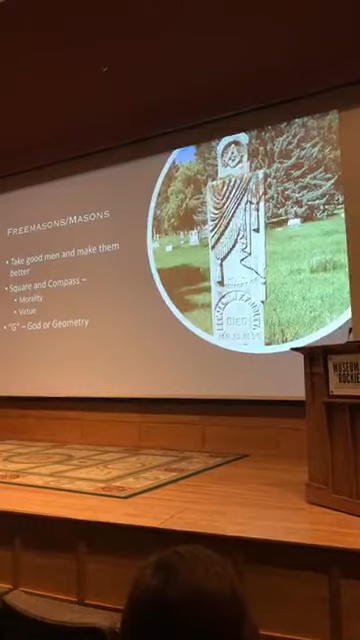 FREEMASONS/MASONS
• Take good men and make them
better
• Square and Compass –
• Morality
• Virtue
• "G" – God or Geometry
G
DIED
MUSEUM
ROCKIE